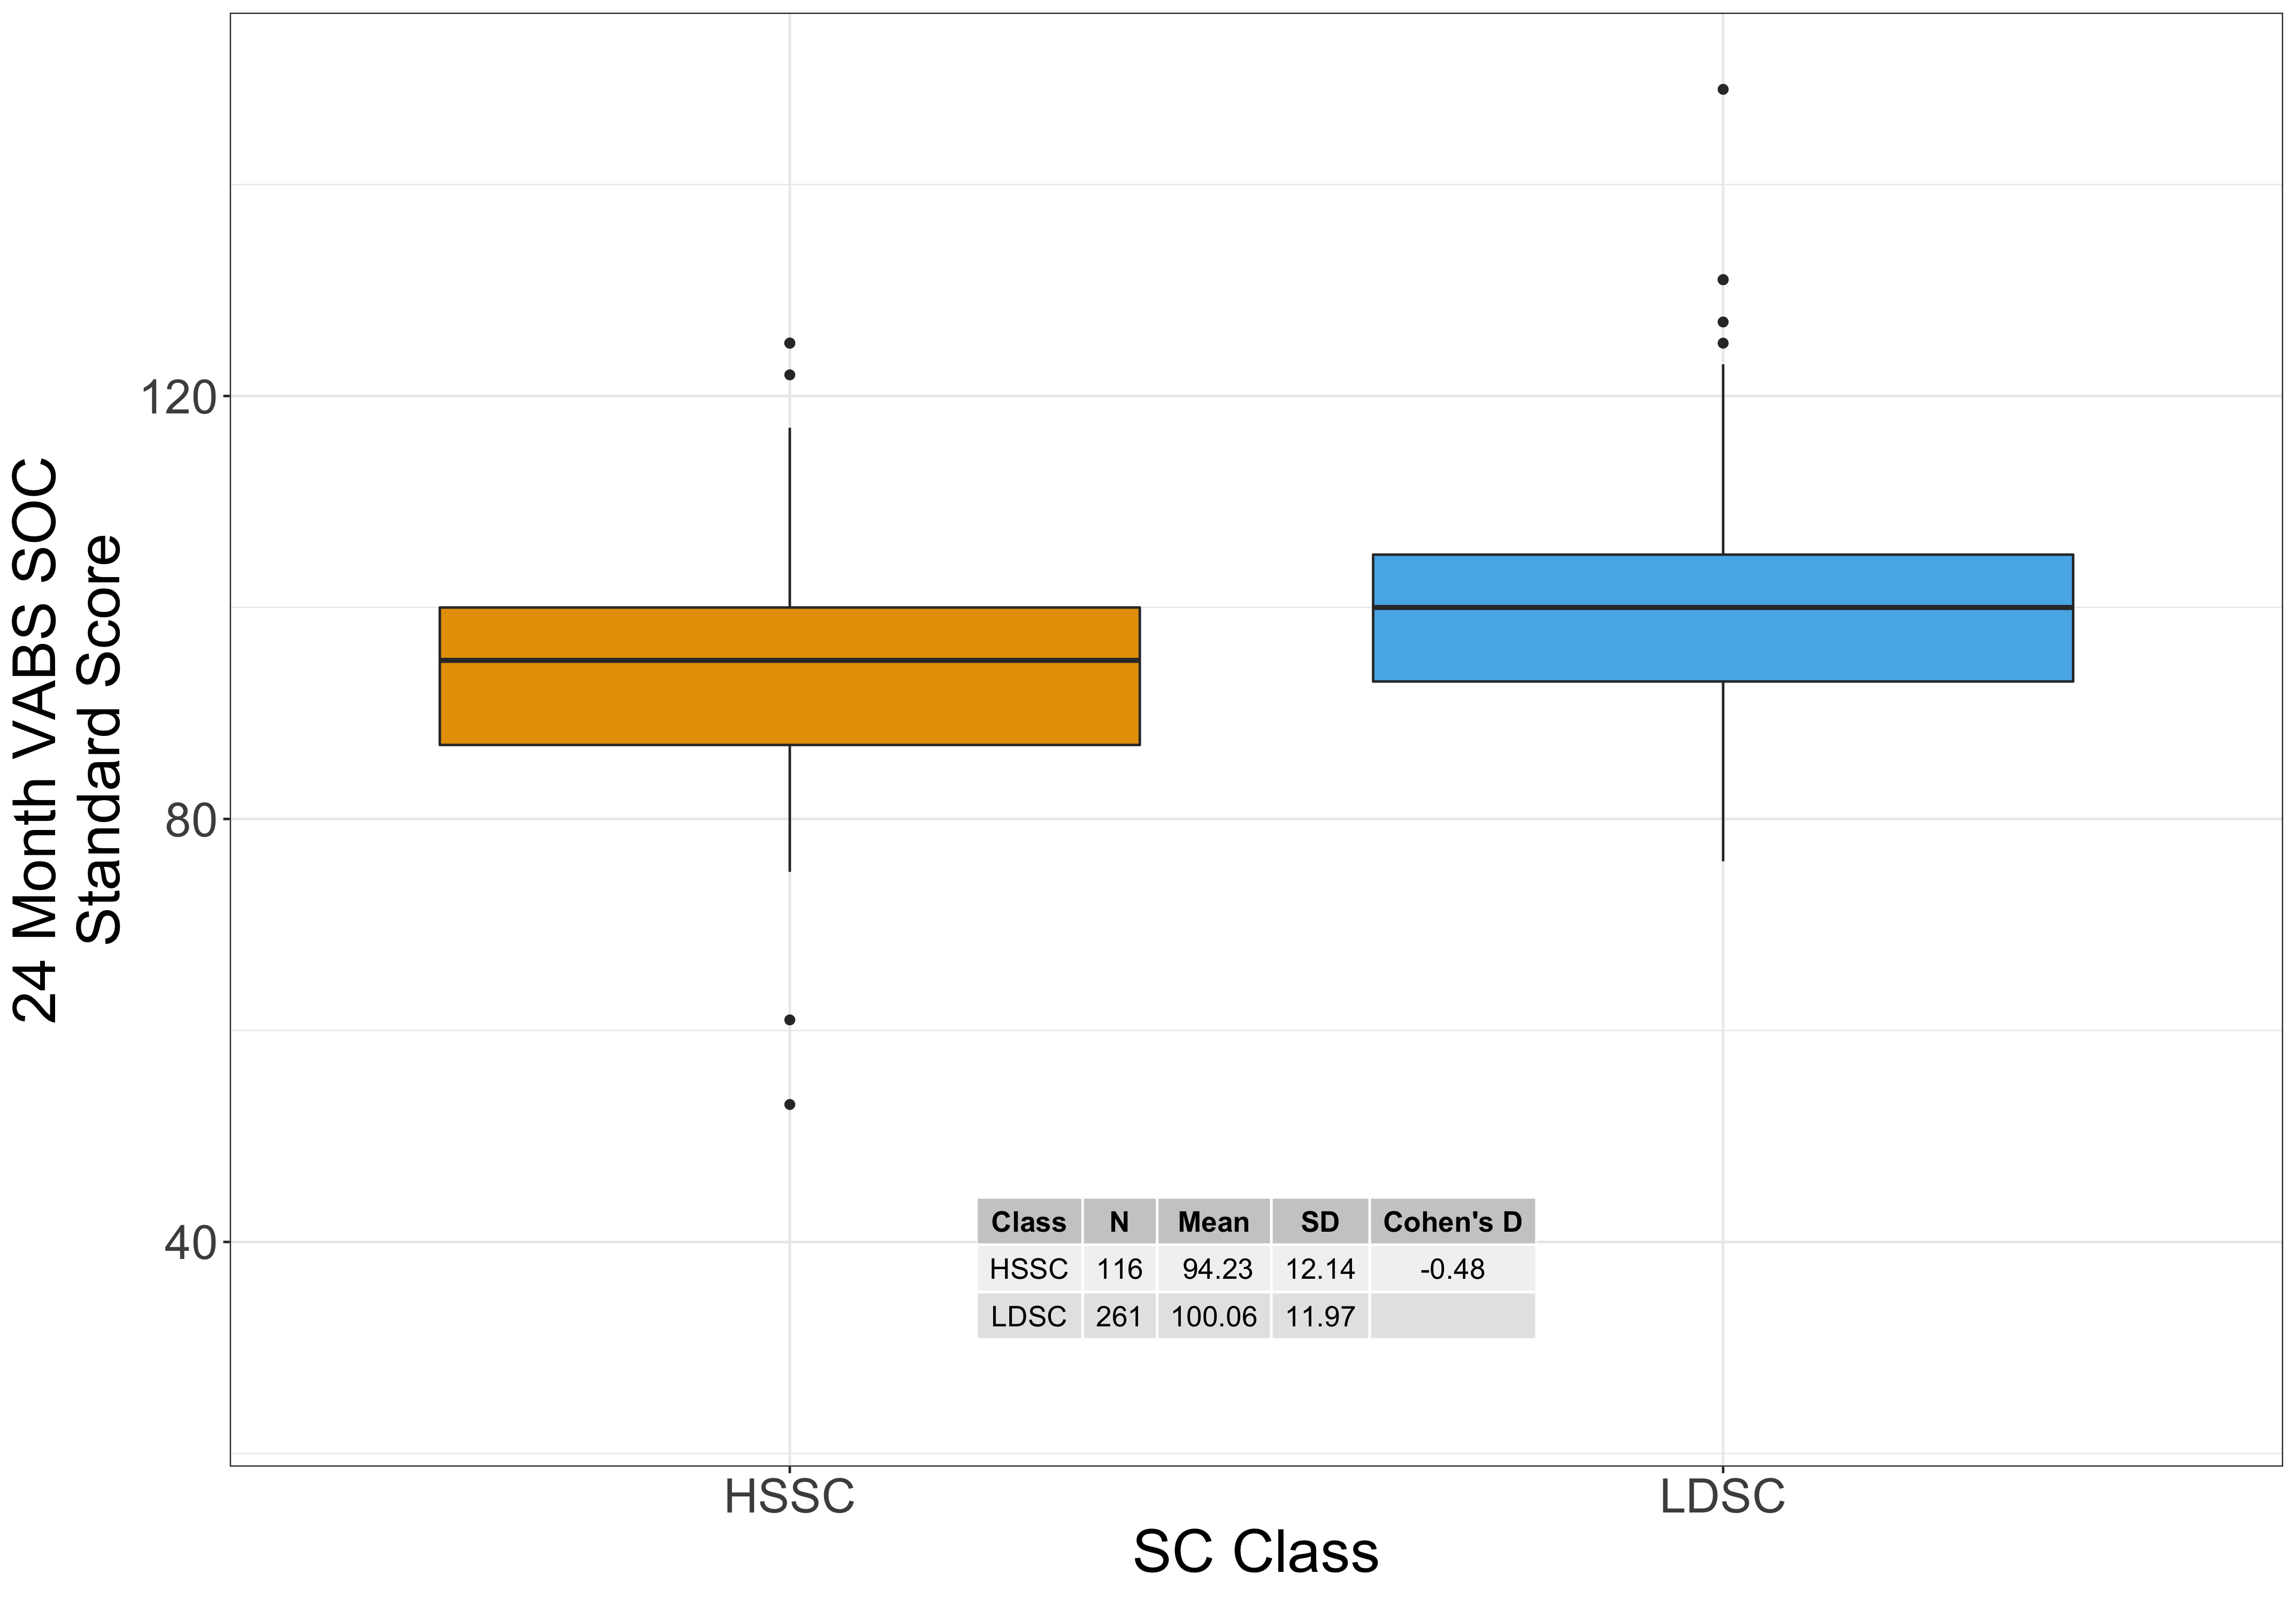 24 Month VABS SOC
Standard Score
120
80
40
Class N Mean SD Cohen's D
HSSC 116 94.23 12.14 -0.48
LDSC 261 100.06 11.97
HSSC LDSC
SC Class